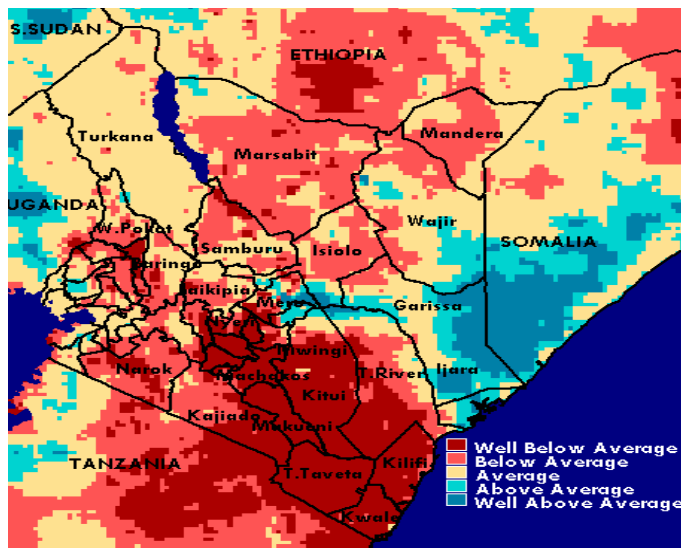 S.SUDAN
ETHIOPIA
Turkana
Mandera
Marsabit
UGANDA
W.Pokot
Wajir
Samburu
Isiolo
SOMALIA
Baringo
Laikipia
Meru
Garissa
Nyeri
Mwingi
Narok
Machakos
T.River
Ijara
Kitui
Kajiado
Makueni
TANZANIA
T.Taveta
Kilifi
Kwale
Well Below Average
Below Average
Average
Above Average
Well Above Average